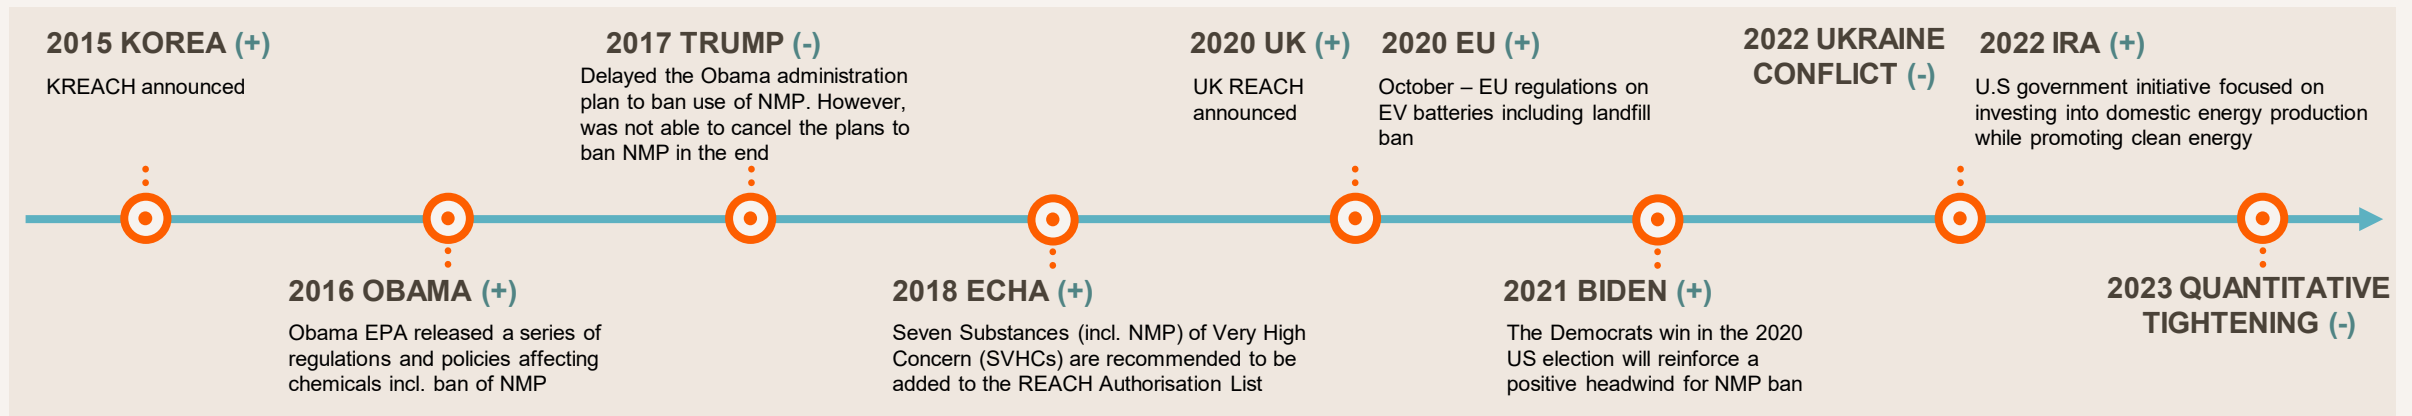 2015 KOREA (+)
KREACH announced
2016 OBAMA (+)
Obama EPA released a series of
regulations and policies affecting
chemicals incl. ban of NMP
2017 TRUMP (-)
Delayed the Obama administration
plan to ban use of NMP. However,
was not able to cancel the plans to
ban NMP in the end
2018 ECHA (+)
Seven Substances (incl. NMP) of Very High
Concern (SVHCs) are recommended to be
added to the REACH Authorisation List
2020 UK (+)
UK REACH
announced
2020 EU (+)
October – EU regulations on
EV batteries including landfill
ban
2021 BIDEN (+)
The Democrats win in the 2020
US election will reinforce a
positive headwind for NMP ban
2022 UKRAINE
CONFLICT (-)
2022 IRA (+)
U.S government initiative focused on
investing into domestic energy production
while promoting clean energy
2023 QUANTITATIVE
TIGHTENING (-)